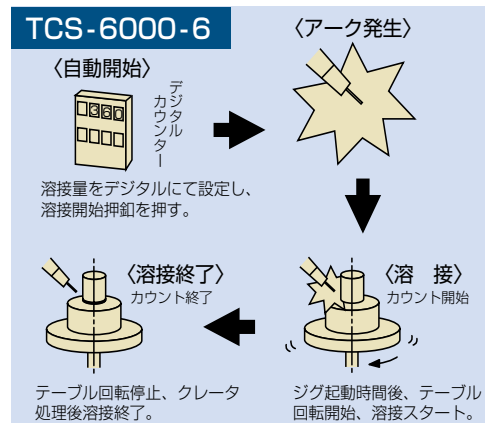 TCS-6000-6
〈自動開始〉
デジタル
カウンター
0360
溶接量をデジタルにて設定し、
溶接開始押釦を押す。
〈アーク発生〉
〈溶　接〉
カウント開始
ジグ起動時間後、テーブル
回転開始、溶接スタート。
〈溶接終了〉
カウント終了
テーブル回転停止、クレータ
処理後溶接終了。